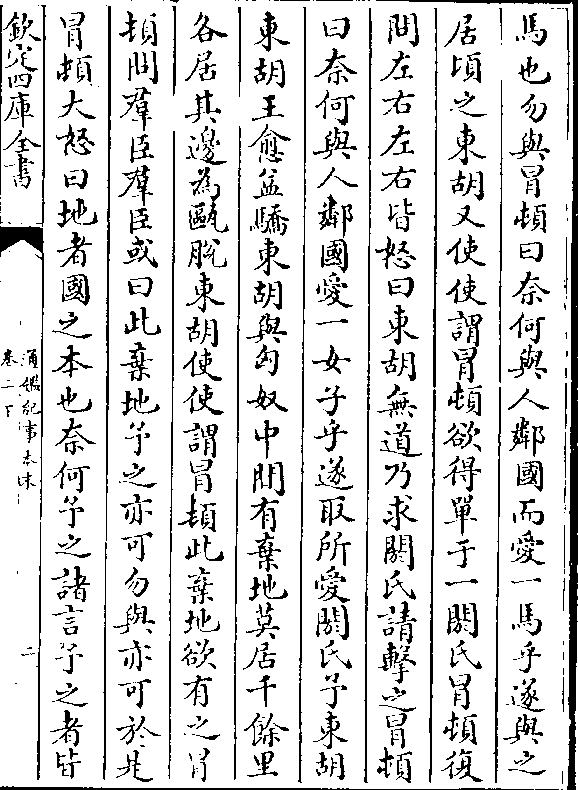 馬也勿與冒頓曰奈何與人鄰國而愛一馬乎遂與之
居頃之東胡又使使謂冒頓欲得單于一閼氏冒頓復
問左右左右皆怒曰東胡無道乃求閼氏請擊之冒頓
曰奈何與人鄰國愛一女子乎遂取所愛閼氏予東胡
東胡王愈益驕東胡與匈奴中間有棄地莫居千餘里
各居其邊為甌脫東胡使使謂冒頓此棄地欲有之冒
頓問羣臣羣臣或曰此棄地予之亦可勿與亦可於是
冒頓大怒曰地者國之本也奈何予之諸言予之者皆
欽定四庫全書
通鑑紀事本末
卷二下
二